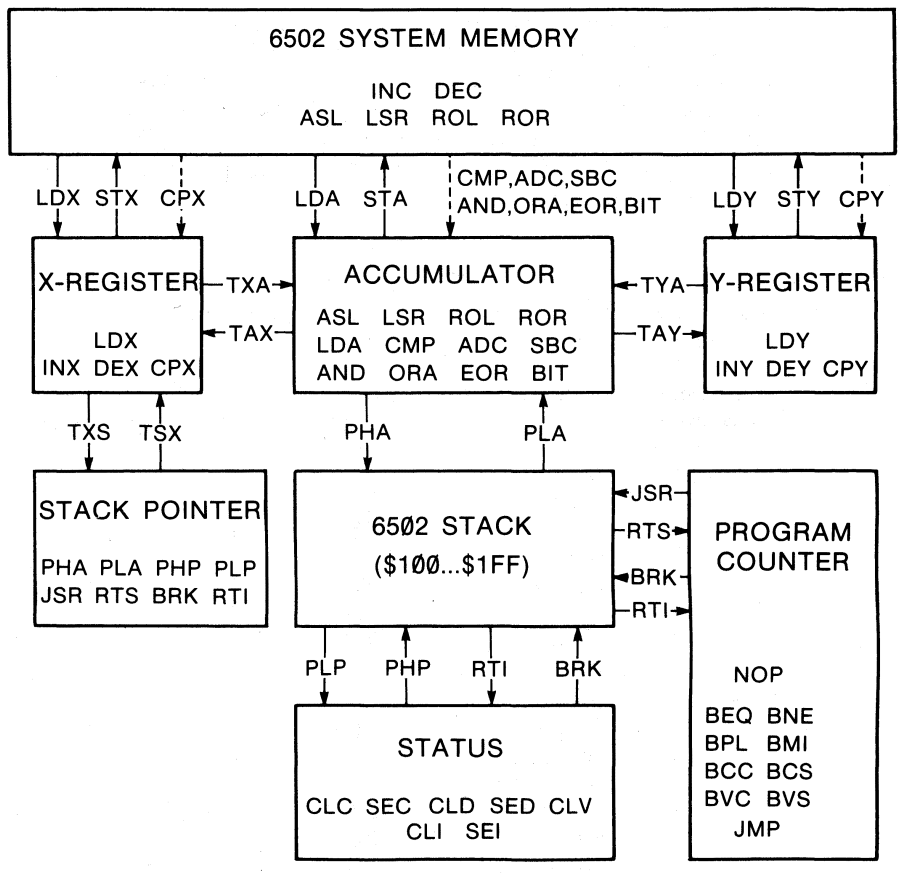 6502 SYSTEM MEMORY
INC DEC
ASL LSR ROL ROR
LDX STX CPX LDA STA CMP,ADC,SBC
AND,ORA,EOR,BIT
LDY STY CPY
X-REGISTER
LDX
INX DEX CPX
TXA
TAX
ACCUMULATOR
ASL LSR ROL ROR
LDA CMP ADC SBC
AND ORA EOR BIT
TYA
TAY
Y-REGISTER
LDY
INY DEY CPY
TXS TSX
PHA PLA
STACK POINTER
PHA PLA PHP PLP
JSR RTS BRK RTI
65Ø2 STACK
($1ØØ...$1FF)
JSR
RTS
BRK
RTI
PROGRAM
COUNTER
NOP
BEQ BNE
BPL BMI
BCC BCS
BVC BVS
JMP
PLP PHP RTI BRK
STATUS
CLC SEC CLD SED CLV
CLI SEI